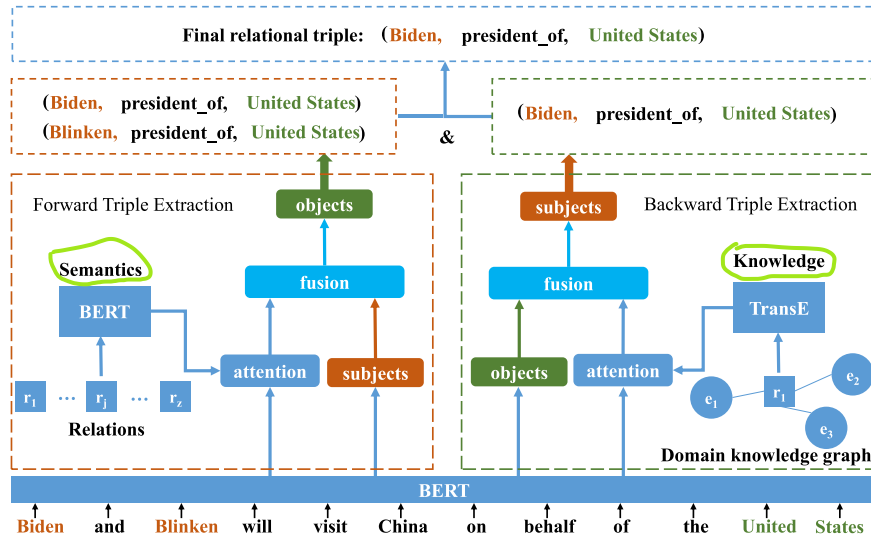 Final relational triple: (Biden, president_of, United States)
(Biden, president_of, United States)
(Blinken, president_of, United States)
&
(Biden, president_of, United States)
Forward Triple Extraction
objects
subjects
Backward Triple Extraction
Semantics
Knowledge
fusion
fusion
BERT
TransE
attention
subjects
objects
attention
r1 ... rj ... rz
Relations
e1
r1
e2
e3
Domain knowledge graph
BERT
Biden and Blinken will visit China on behalf of the United States